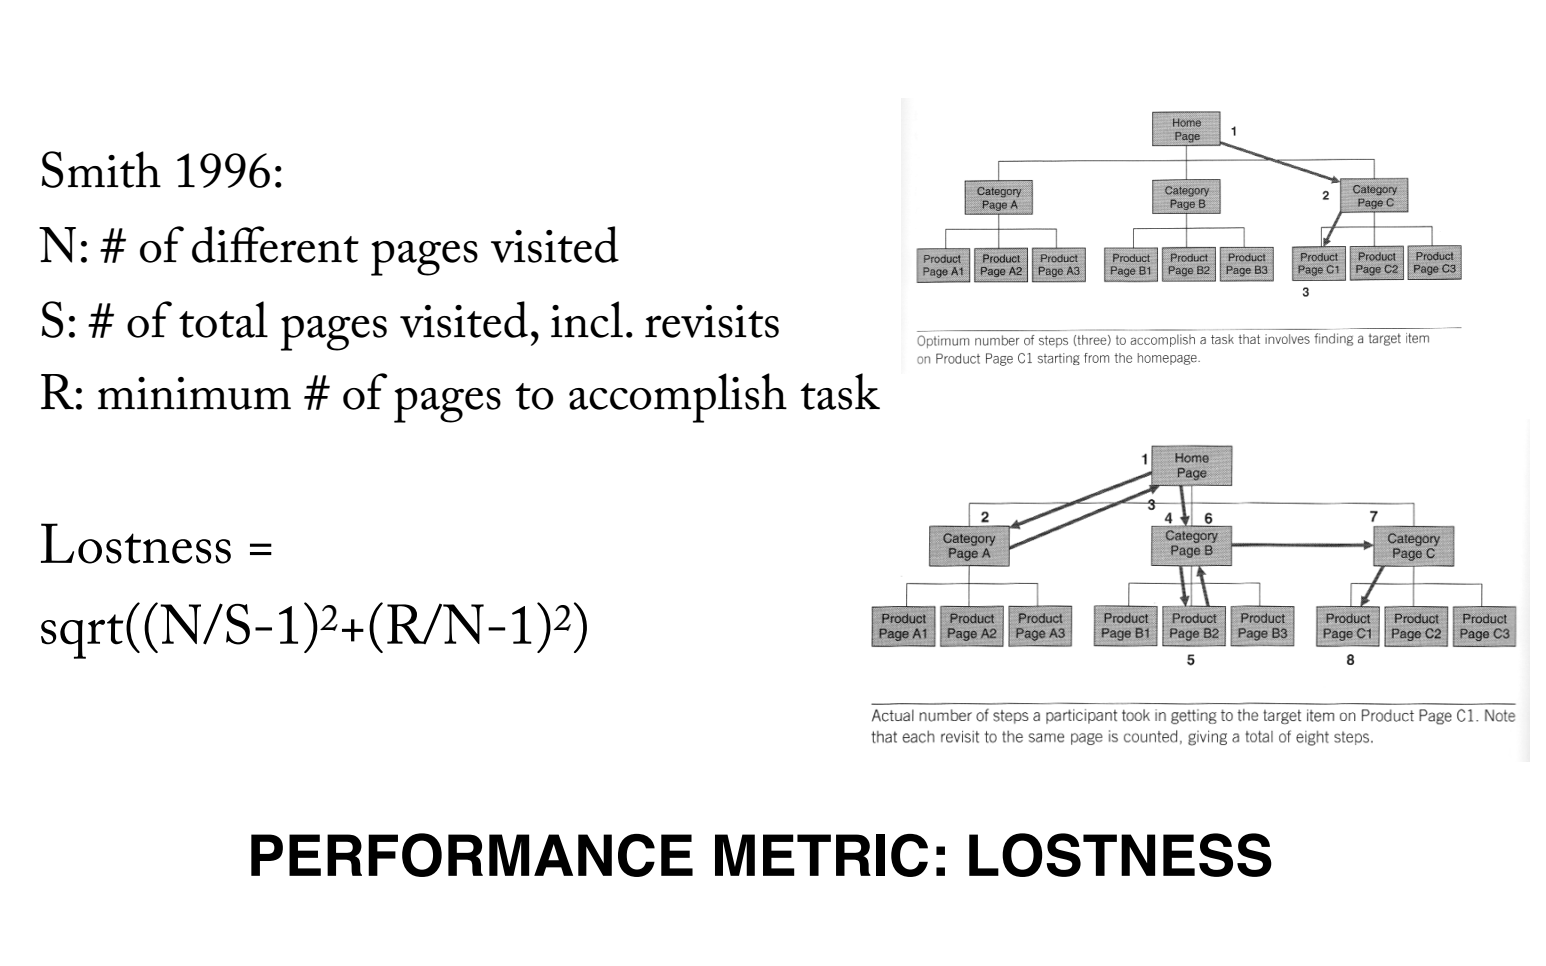 Smith 1996:
N: # of different pages visited
S: # of total pages visited, incl. revisits
R: minimum # of pages to accomplish task
Lostness =
sqrt((N/S-1)²+(R/N-1)²)
Home
Page
1
Category
Page A
Category
Page B
2
Category
Page C
Product
Page A1
Product
Page A2
Product
Page A3
Product
Page B1
Product
Page B2
Product
Page B3
Product
Page C1
Product
Page C2
Product
Page C3
3
Optimum number of steps (three) to accomplish a task that involves finding a target item
on Product Page C1 starting from the homepage.
1
Home
Page
3
2
4
6
7
Category
Page A
Category
Page B
Category
Page C
Product
Page A1
Product
Page A2
Product
Page A3
Product
Page B1
Product
Page B2
Product
Page B3
Product
Page C1
Product
Page C2
Product
Page C3
5
8
Actual number of steps a participant took in getting to the target item on Product Page C1. Note
that each revisit to the same page is counted, giving a total of eight steps.
PERFORMANCE METRIC: LOSTNESS